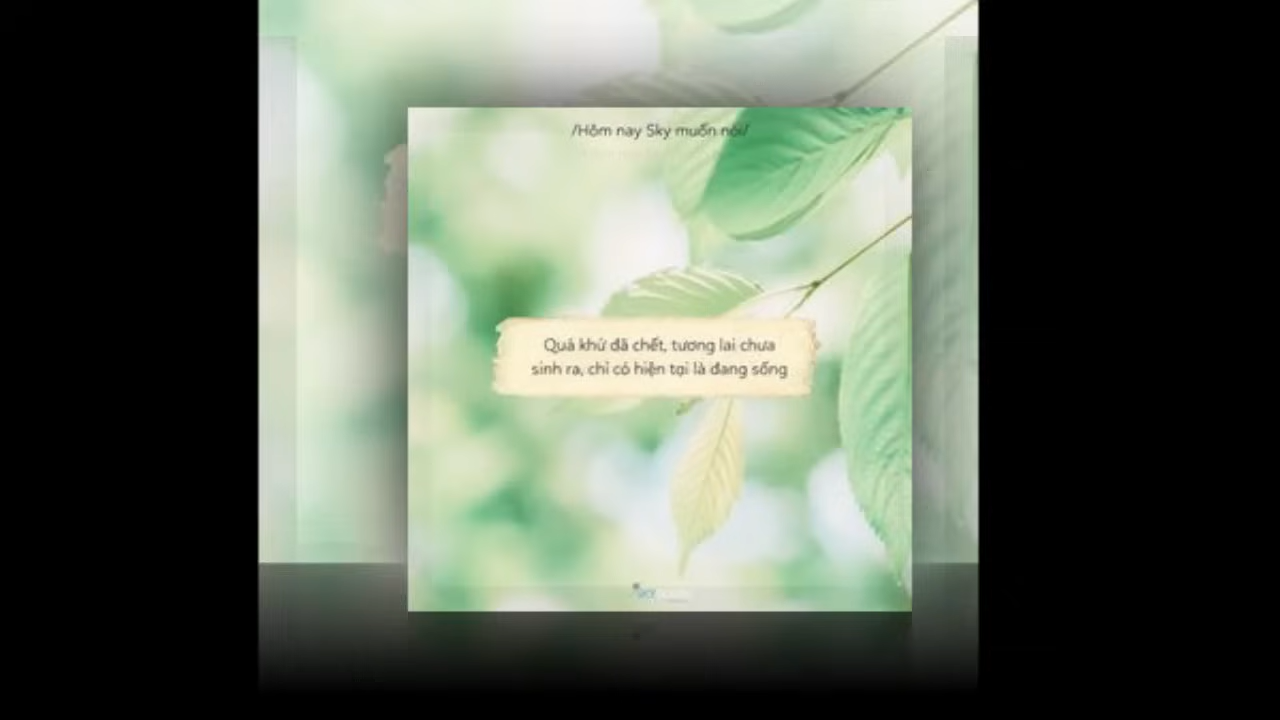 /Hôm nay Sky muốn nói/
Quá khứ đã chết, tương lai chưa
sinh ra, chỉ có hiện tại là đang sống